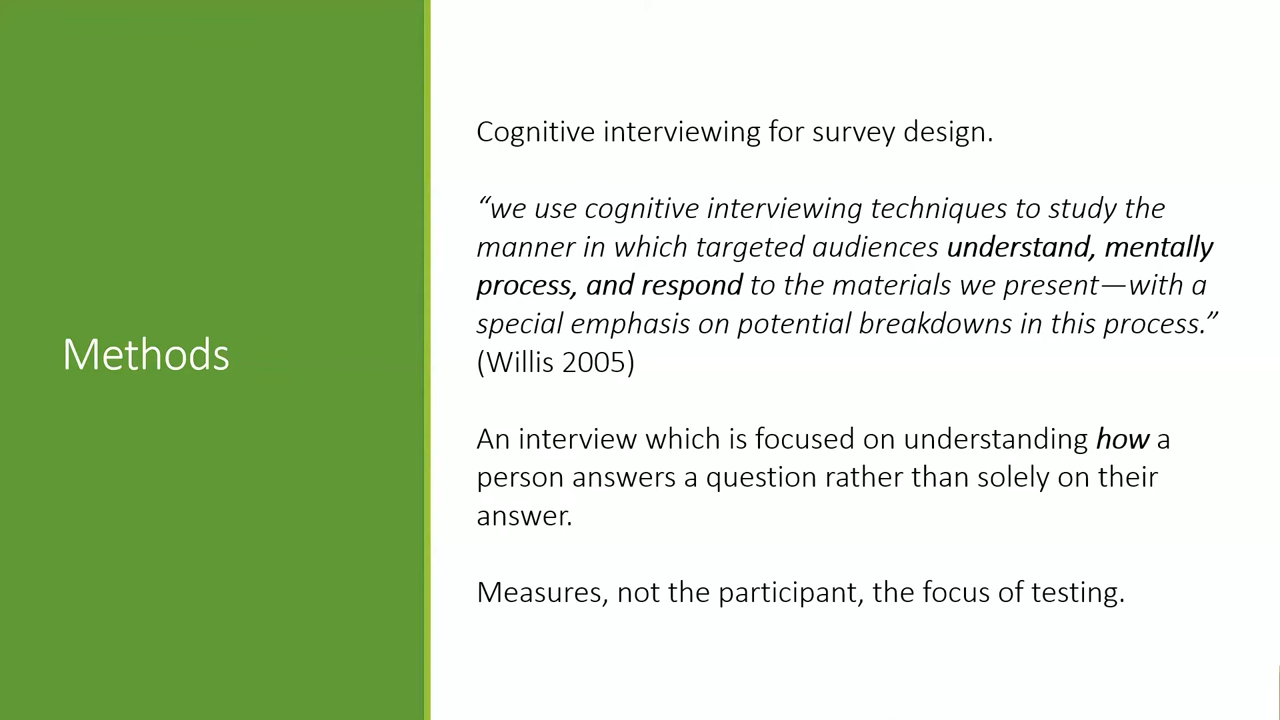 Methods
Cognitive interviewing for survey design.
“we use cognitive interviewing techniques to study the
manner in which targeted audiences understand, mentally
process, and respond to the materials we present—with a
special emphasis on potential breakdowns in this process.”
(Willis 2005)
An interview which is focused on understanding how a
person answers a question rather than solely on their
answer.
Measures, not the participant, the focus of testing.